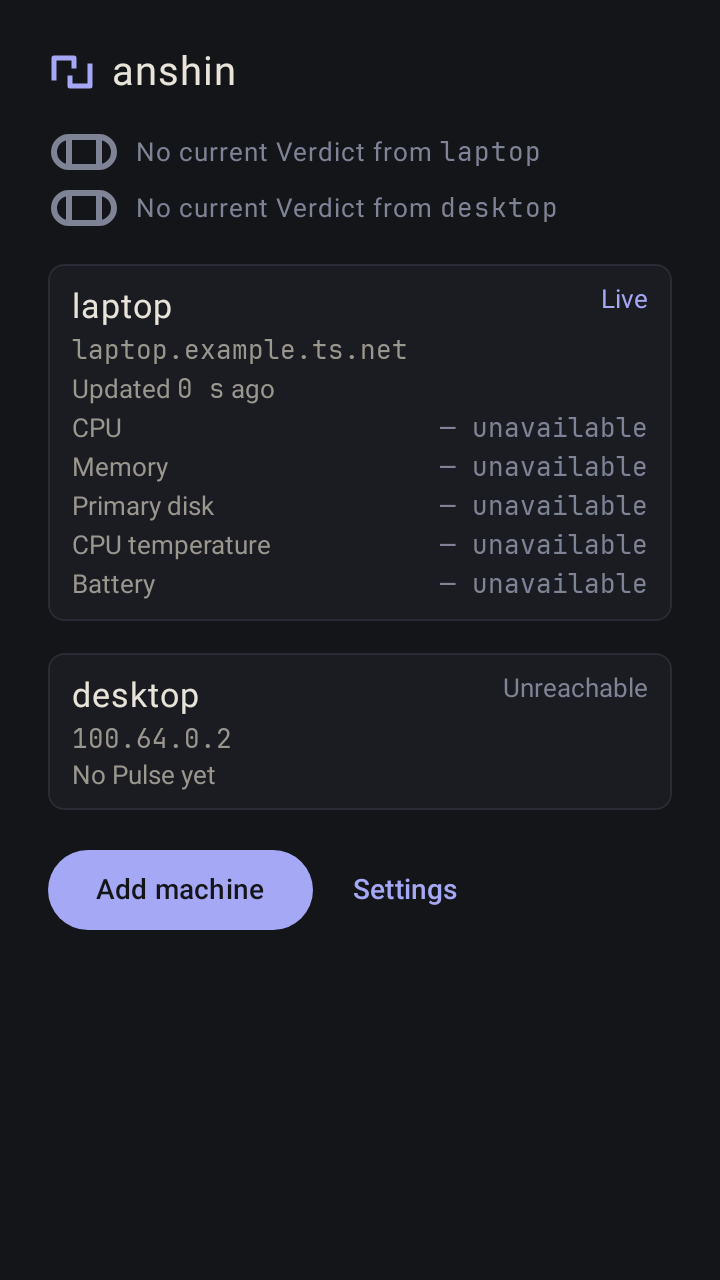 anshin
No current Verdict from laptop
No current Verdict from desktop
laptop
Live
laptop.example.ts.net
Updated 0 s ago
CPU — unavailable
Memory — unavailable
Primary disk — unavailable
CPU temperature — unavailable
Battery — unavailable
desktop
Unreachable
100.64.0.2
No Pulse yet
Add machine
Settings